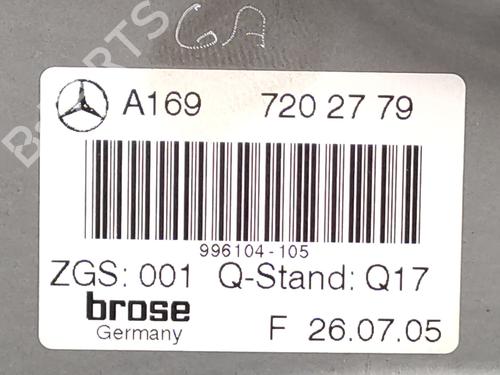 GA
A169 720 27 79
996104-105
ZGS: 001 Q-Stand: Q17
brose
Germany
F 26.07.05